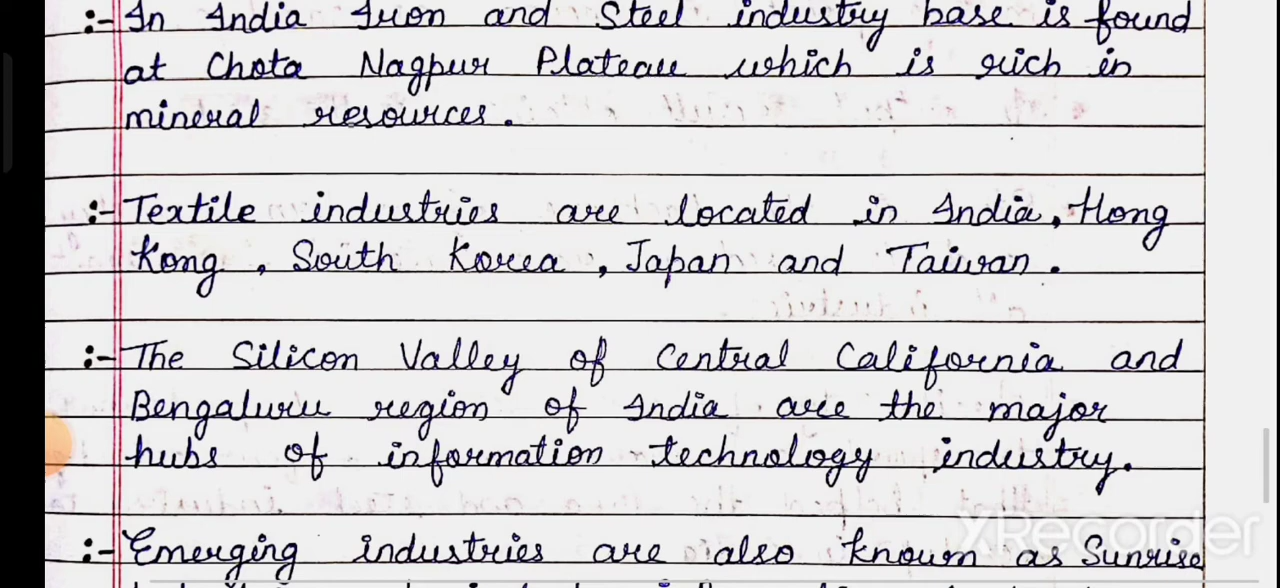 :- In India Iron and Steel industry base is found
at Chota Nagpur Plateau which is rich in
mineral resources.
:- Textile industries are located in India, Hong
Kong, South Korea, Japan and Taiwan.
:- The Silicon Valley of Central California and
Bengaluru region of India are the major
hubs of information technology industry.
:- Emerging industries are also known as Sunrise
XRecorder